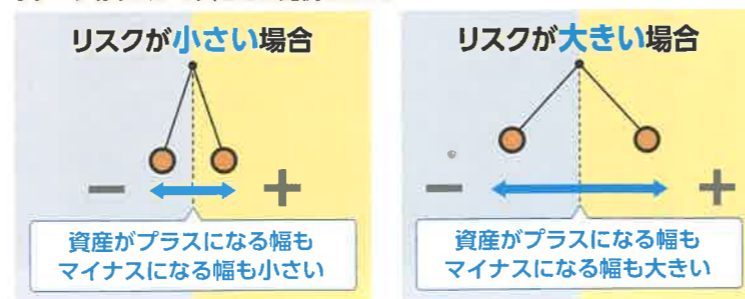 リスクが小さい場合
－ ＋
資産がプラスになる幅も
マイナスになる幅も小さい
リスクが大きい場合
－ ＋
資産がプラスになる幅も
マイナスになる幅も大きい